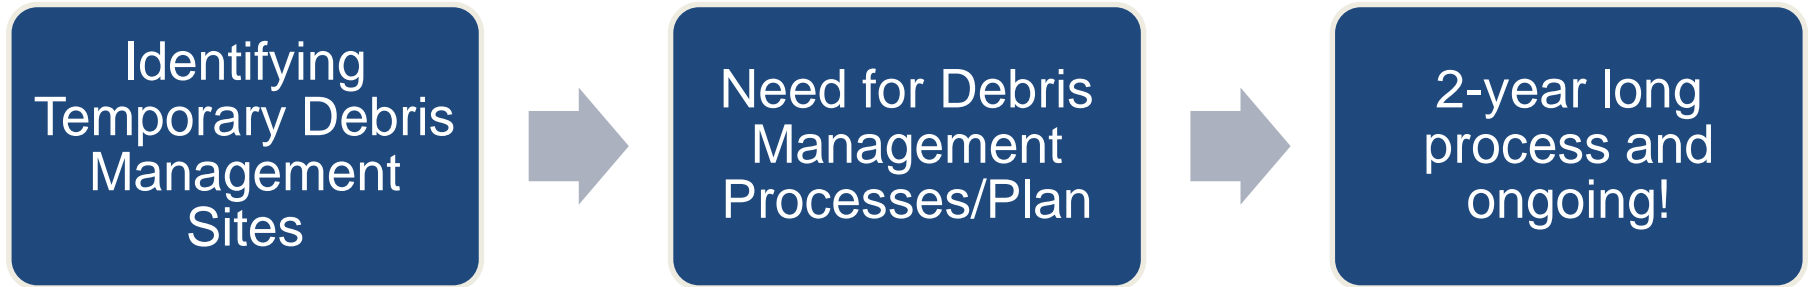 Identifying
Temporary Debris
Management
Sites
Need for Debris
Management
Processes/Plan
2-year long
process and
ongoing!